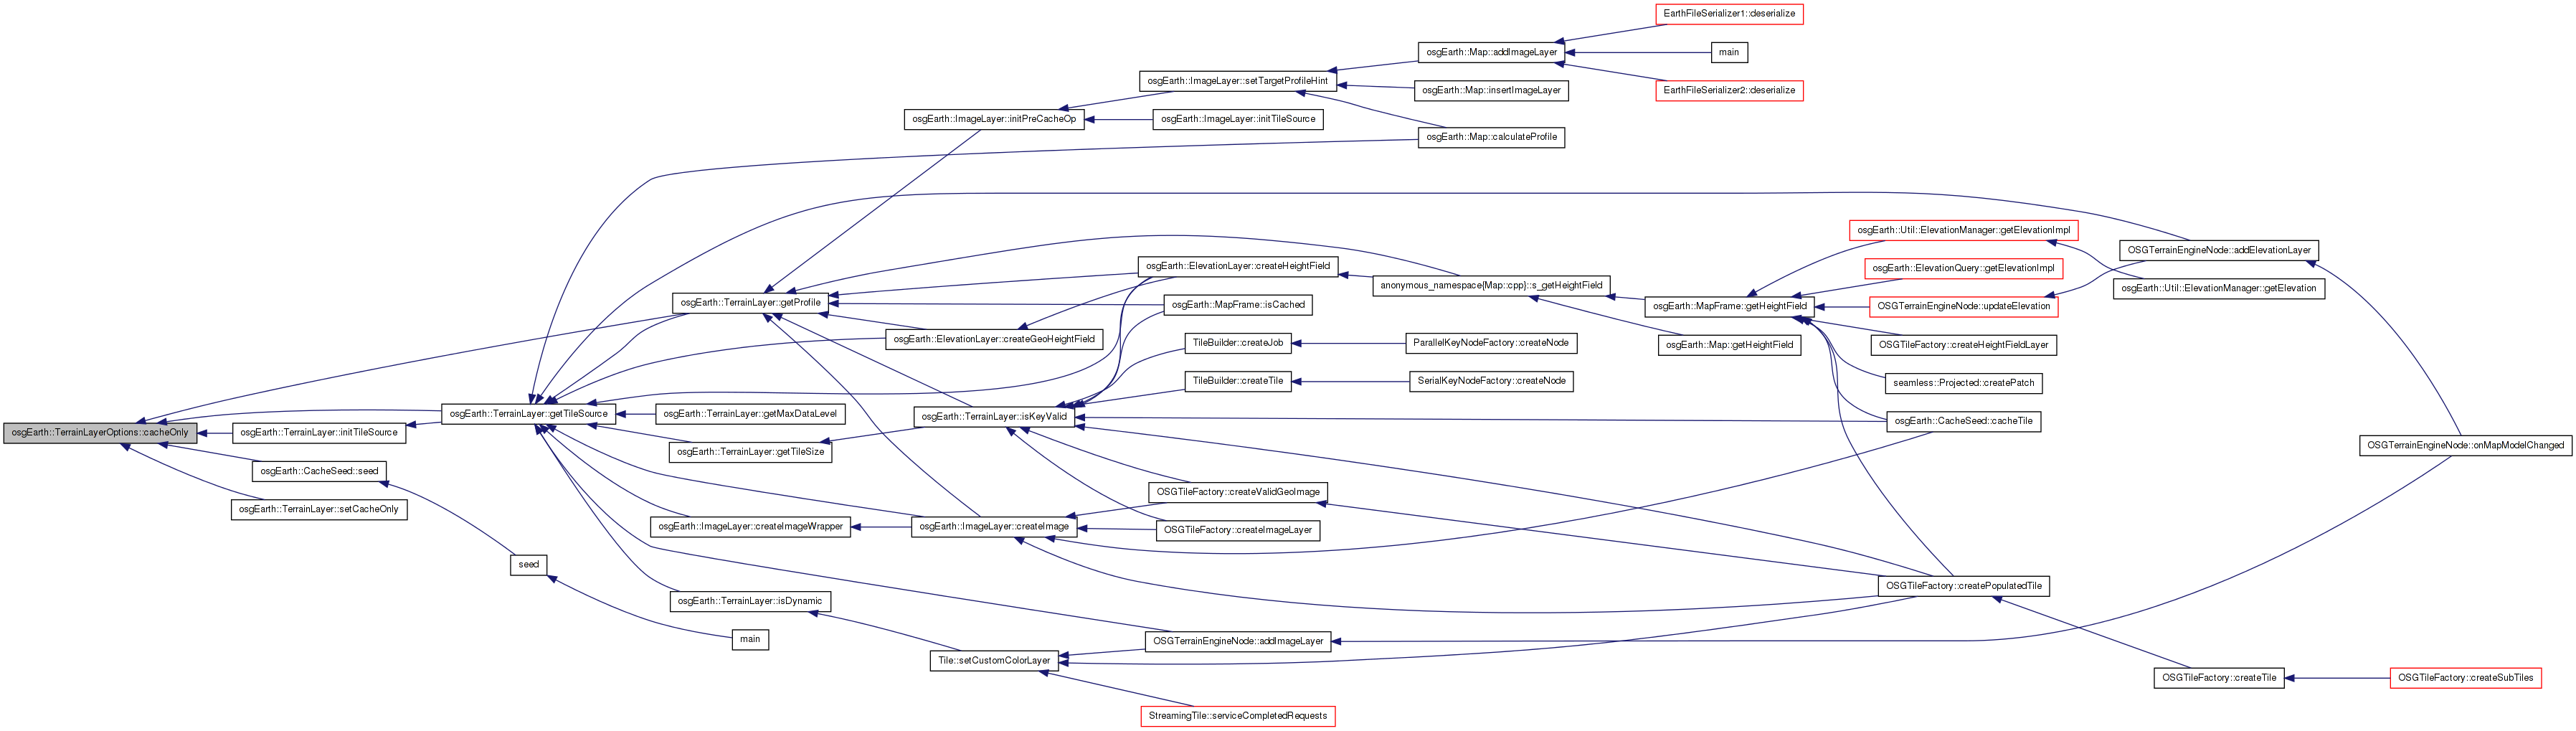 EarthFileSerializer1::deserialize
osgEarth::Map::addImageLayer
main
osgEarth::ImageLayer::setTargetProfileHint
osgEarth::Map::insertImageLayer
EarthFileSerializer2::deserialize
osgEarth::ImageLayer::initPreCacheOp
osgEarth::ImageLayer::initTileSource
osgEarth::Map::calculateProfile
osgEarth::Util::ElevationManager::getElevationImpl
OSGTerrainEngineNode::addElevationLayer
osgEarth::ElevationLayer::createHeightField
osgEarth::ElevationQuery::getElevationImpl
anonymous_namespace{Map::cpp}::s_getHeightField
osgEarth::Util::ElevationManager::getElevation
osgEarth::TerrainLayer::getProfile
osgEarth::MapFrame::isCached
osgEarth::MapFrame::getHeightField
OSGTerrainEngineNode::updateElevation
osgEarth::ElevationLayer::createGeoHeightField
TileBuilder::createJob
ParallelKeyNodeFactory::createNode
osgEarth::Map::getHeightField
OSGTileFactory::createHeightFieldLayer
TileBuilder::createTile
SerialKeyNodeFactory::createNode
seamless::Projected::createPatch
osgEarth::TerrainLayer::getTileSource
osgEarth::TerrainLayer::getMaxDataLevel
osgEarth::TerrainLayer::isKeyValid
osgEarth::CacheSeed::cacheTile
osgEarth::TerrainLayerOptions::cacheOnly
osgEarth::TerrainLayer::initTileSource
OSGTerrainEngineNode::onMapModelChanged
osgEarth::TerrainLayer::getTileSize
osgEarth::CacheSeed::seed
OSGTileFactory::createValidGeoImage
osgEarth::TerrainLayer::setCacheOnly
osgEarth::ImageLayer::createImageWrapper
osgEarth::ImageLayer::createImage
OSGTileFactory::createImageLayer
seed
OSGTileFactory::createPopulatedTile
osgEarth::TerrainLayer::isDynamic
main
OSGTerrainEngineNode::addImageLayer
Tile::setCustomColorLayer
OSGTileFactory::createTile
OSGTileFactory::createSubTiles
StreamingTile::serviceCompletedRequests